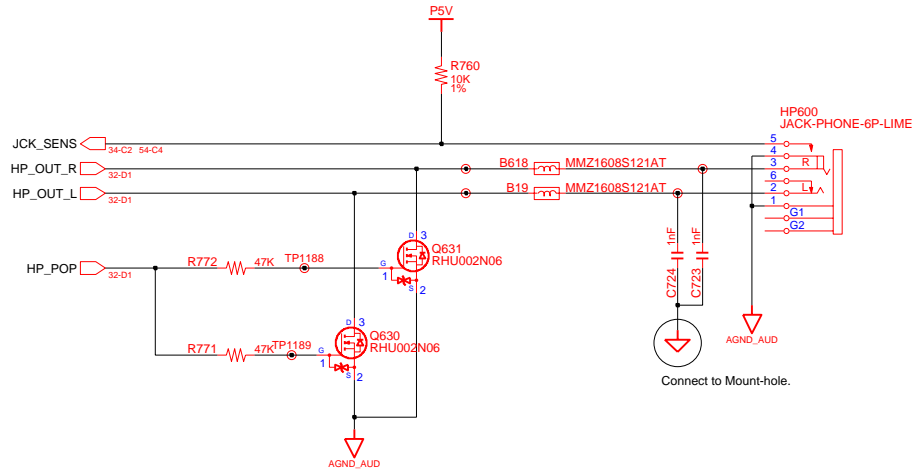 P5V
R760
10K
1%
HP600
JACK-PHONE-6P-LIME
JCK_SENS
34-C2 54-C4
5
4
HP_OUT_R
32-D1
B618
MMZ1608S121AT
3
R
6
HP_OUT_L
32-D1
B19
MMZ1608S121AT
2
L
1
G1
G2
D 3
Q631
RHU002N06
1nF
1nF
HP_POP
32-D1
R772
47K
TP1188
G
1
S
2
C724
C723
D 3
Q630
RHU002N06
AGND_AUD
R771
47K
TP1189
G
1
S
2
Connect to Mount-hole.
AGND_AUD